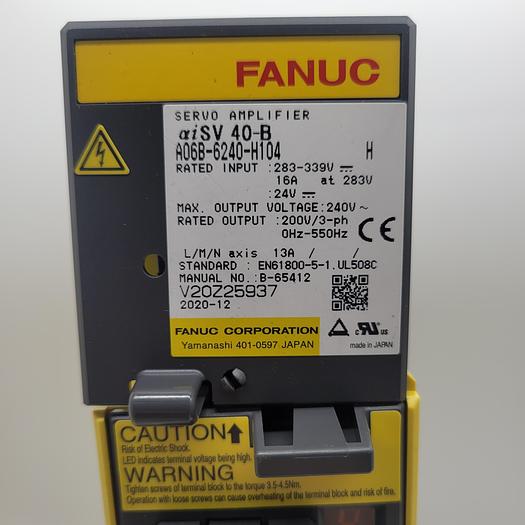 FANUC
SERVO AMPLIFIER
αiSV 40-B
A06B-6240-H104 H
RATED INPUT :283-339V ⎓
16A at 283V
:24V ⎓
MAX. OUTPUT VOLTAGE:240V ~
RATED OUTPUT :200V/3-ph
0Hz-550Hz
CE
L/M/N axis 13A / /
STANDARD : EN61800-5-1.UL508C
MANUAL NO.:B-65412
V20Z25937
2020-12
FANUC CORPORATION
Yamanashi 401-0597 JAPAN
c RU us
made in JAPAN
CAUTION
Risk of Electric Shock.
LED indicates terminal voltage being high.
WARNING
Tighten screws of terminal block to the torque 3.5-4.5Nm.
Operation with loose screws can cause overheating of the terminal block and risk of fire.